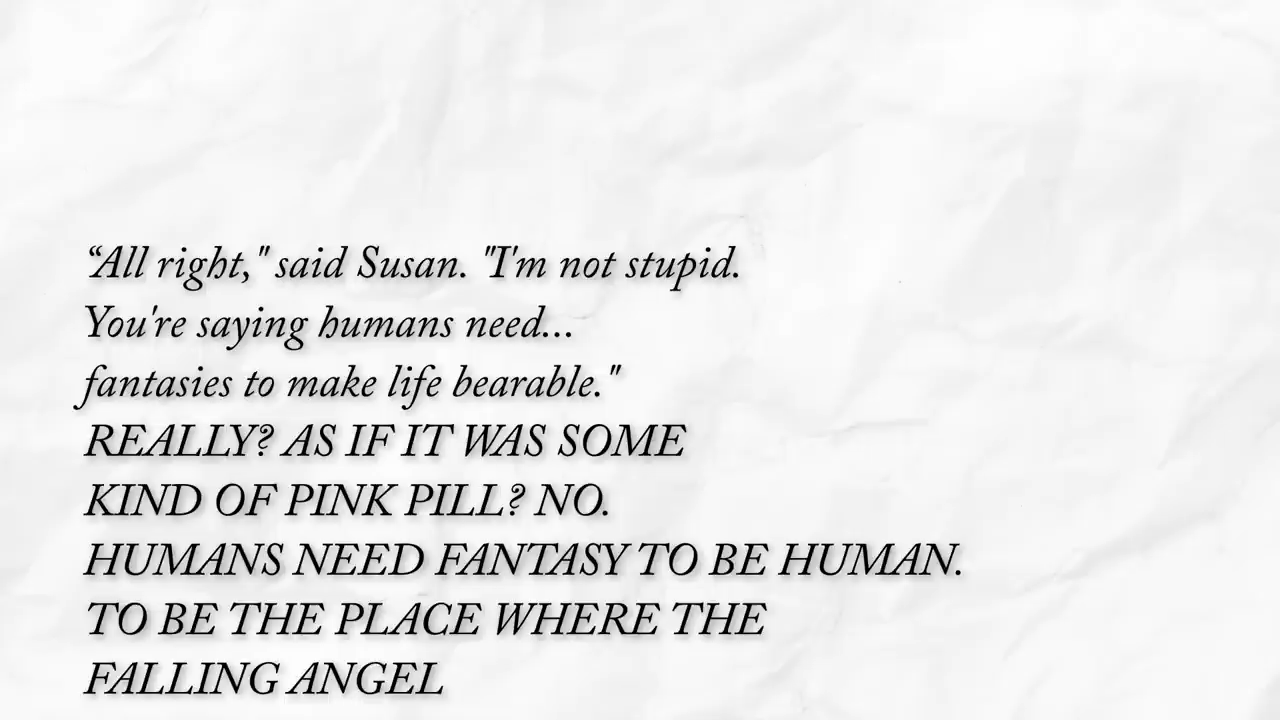 “All right," said Susan. "I'm not stupid.
You're saying humans need...
fantasies to make life bearable."
REALLY? AS IF IT WAS SOME
KIND OF PINK PILL? NO.
HUMANS NEED FANTASY TO BE HUMAN.
TO BE THE PLACE WHERE THE
FALLING ANGEL